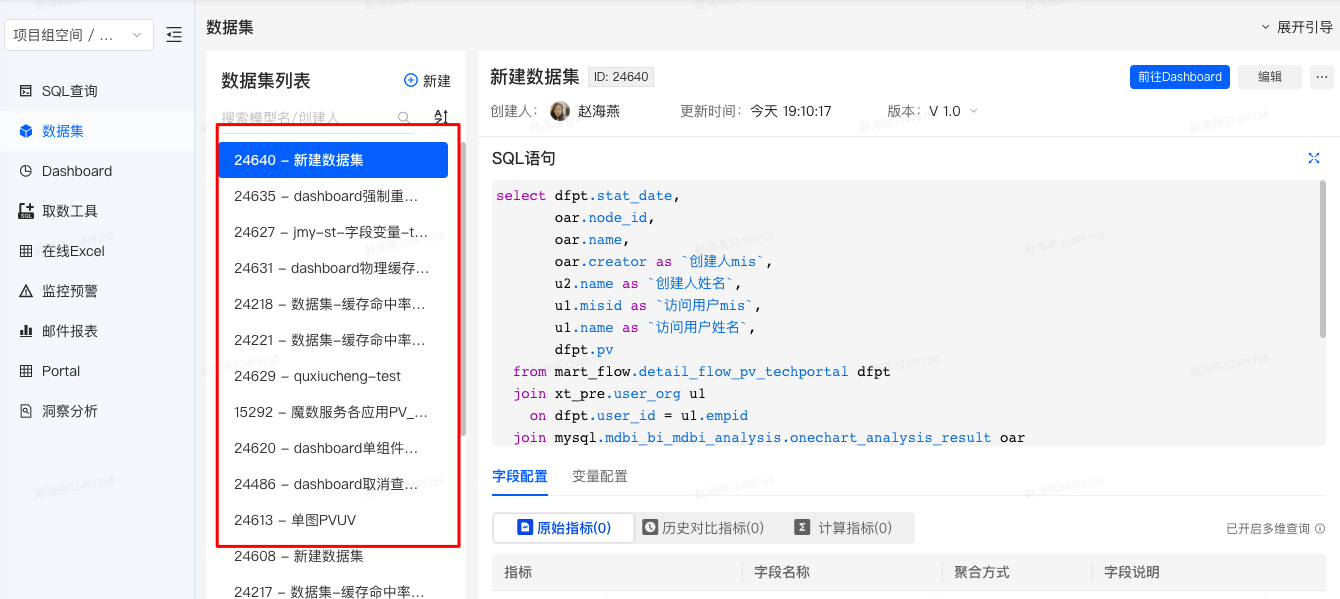 项目组空间 / ...
SQL查询
数据集
Dashboard
取数工具
在线Excel
监控预警
邮件报表
Portal
洞察分析
数据集
展开引导
数据集列表
新建
搜索模型名/创建人
24640 - 新建数据集
24635 - dashboard强制重...
24627 - jmy-st-字段变量-t...
24631 - dashboard物理缓存...
24218 - 数据集-缓存命中率...
24221 - 数据集-缓存命中率...
24629 - quxiucheng-test
15292 - 魔数服务各应用PV_...
24620 - dashboard单组件...
24486 - dashboard取消查...
24613 - 单图PVUV
24608 - 新建数据集
24217 - 数据集-缓存命中率...
新建数据集 ID: 24640
前往Dashboard 编辑 ...
创建人: 赵海燕 更新时间: 今天 19:10:17 版本: V 1.0
SQL语句
select dfpt.stat_date,
oar.node_id,
oar.name,
oar.creator as `创建人mis`,
u2.name as `创建人姓名`,
u1.misid as `访问用户mis`,
u1.name as `访问用户姓名`,
dfpt.pv
from mart_flow.detail_flow_pv_techportal dfpt
join xt_pre.user_org u1
on dfpt.user_id = u1.empid
join mysql.mdbi_bi_mdbi_analysis.onechart_analysis_result oar
字段配置 变量配置
原始指标(0) 历史对比指标(0) 计算指标(0) 已开启多维查询
指标 字段名称 聚合方式 字段说明
赵海燕32499758